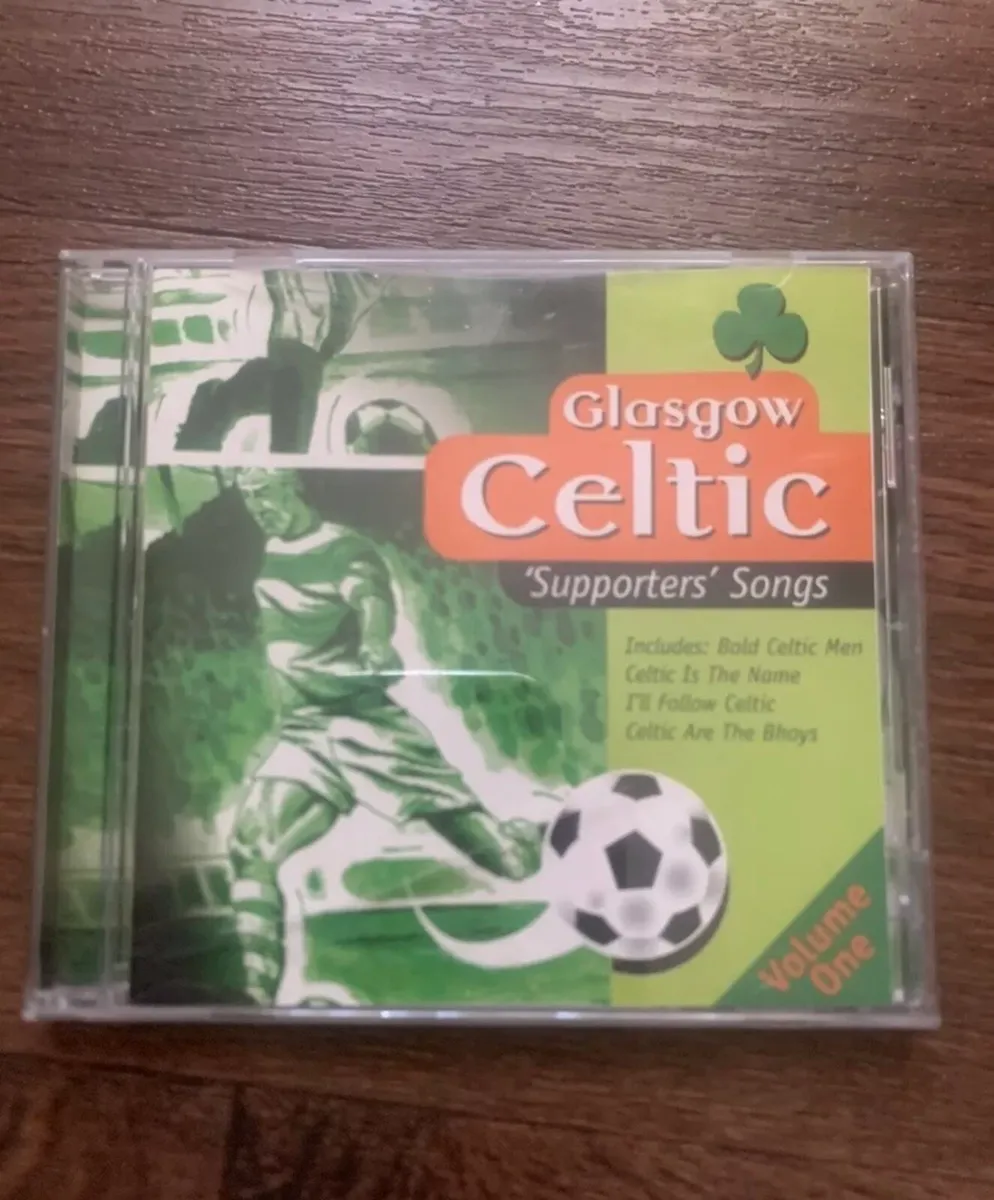 Glasgow
Celtic
'Supporters' Songs
Includes: Bold Celtic Men
Celtic Is The Name
I'll Follow Celtic
Celtic Are The Bhoys
Volume
One